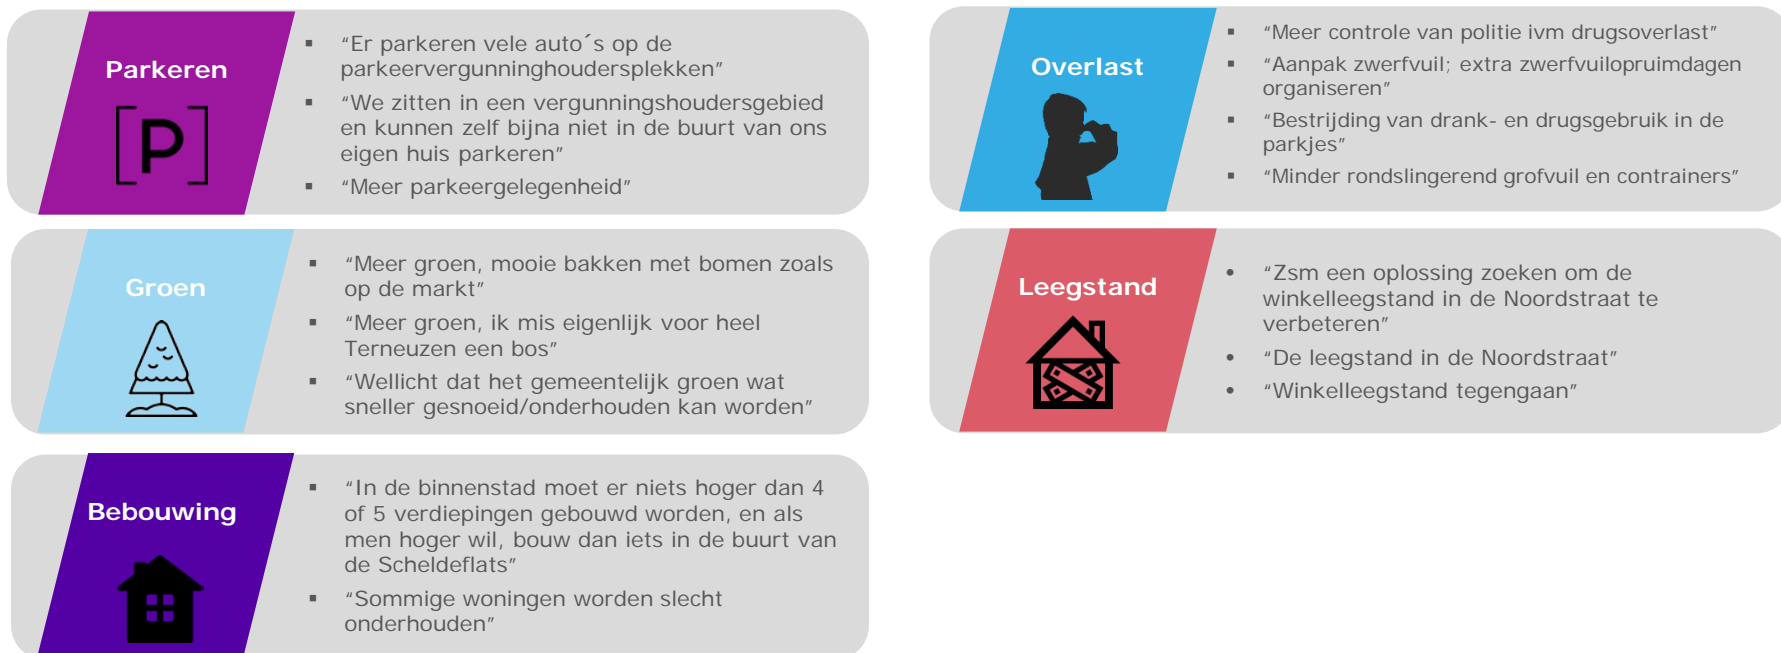 Parkeren
[P]
▪ “Er parkeren vele auto´s op de
parkeervergunninghoudersplekken”
▪ “We zitten in een vergunningshoudersgebied
en kunnen zelf bijna niet in de buurt van ons
eigen huis parkeren”
▪ “Meer parkeergelegenheid”
Groen
▪ “Meer groen, mooie bakken met bomen zoals
op de markt”
▪ “Meer groen, ik mis eigenlijk voor heel
Terneuzen een bos”
▪ “Wellicht dat het gemeentelijk groen wat
sneller gesnoeid/onderhouden kan worden”
Bebouwing
▪ “In de binnenstad moet er niets hoger dan 4
of 5 verdiepingen gebouwd worden, en als
men hoger wil, bouw dan iets in de buurt van
de Scheldeflats”
▪ “Sommige woningen worden slecht
onderhouden”
Overlast
▪ “Meer controle van politie ivm drugsoverlast”
▪ “Aanpak zwerfvuil; extra zwerfvuilopruimdagen
organiseren”
▪ “Bestrijding van drank- en drugsgebruik in de
parkjes”
▪ “Minder rondslingerend grofvuil en contrainers”
Leegstand
• “Zsm een oplossing zoeken om de
winkelleegstand in de Noordstraat te
verbeteren”
• “De leegstand in de Noordstraat”
• “Winkelleegstand tegengaan”